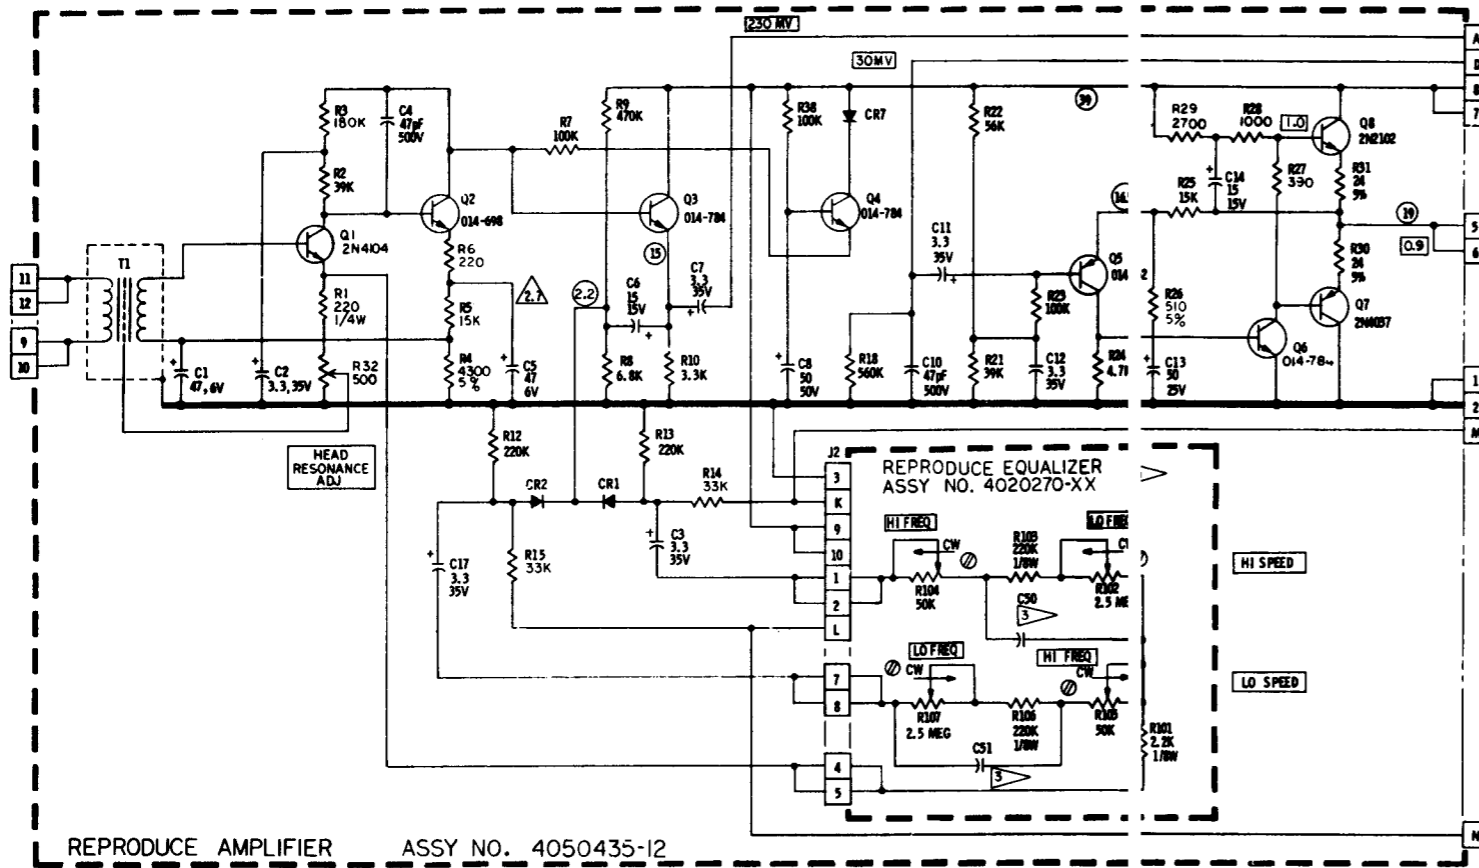 230 MV
30MV
A
8
7
5
6
1
2
M
N
11
12
9
10
T1
R3
180K
C4
47pF
500V
R2
39K
Q1
2N4104
Q2
014-698
R6
220
R5
15K
R4
4300
5%
R1
220
1/4W
R32
500
C1
47,6V
C2
3.3,35V
C5
47
6V
2.7
HEAD
RESONANCE
ADJ
R7
100K
R9
470K
Q3
014-784
15
2.2
C6
15
15V
C7
3.3
35V
R8
6.8K
R10
3.3K
R38
100K
CR7
Q4
014-784
C8
50
50V
R18
560K
C10
47pF
500V
C11
3.3
35V
R22
56K
R21
39K
R23
100K
C12
3.3
35V
39
Q5
R24
R29
2700
R28
1000
1.0
Q8
2N2102
R27
390
R31
24
5%
R25
15K
C14
15
15V
19
0.9
R30
24
5%
Q7
2N4037
R26
510
5%
C13
50
25V
Q6
R12
220K
R13
220K
R14
33K
CR2
CR1
C3
3.3
35V
R15
33K
C17
3.3
35V
J2
3
K
9
10
1
2
L
7
8
4
5
REPRODUCE EQUALIZER
ASSY NO. 4020270-XX
HI FREQ
CW
R104
50K
R103
220K
1/8W
R102
C50
3
HI SPEED
LO FREQ
CW
R107
2.5 MEG
HI FREQ
CW
R106
220K
1/8W
R105
50K
C51
3
R101
2.2K
1/8W
LO SPEED
REPRODUCE AMPLIFIER ASSY NO. 4050435-12